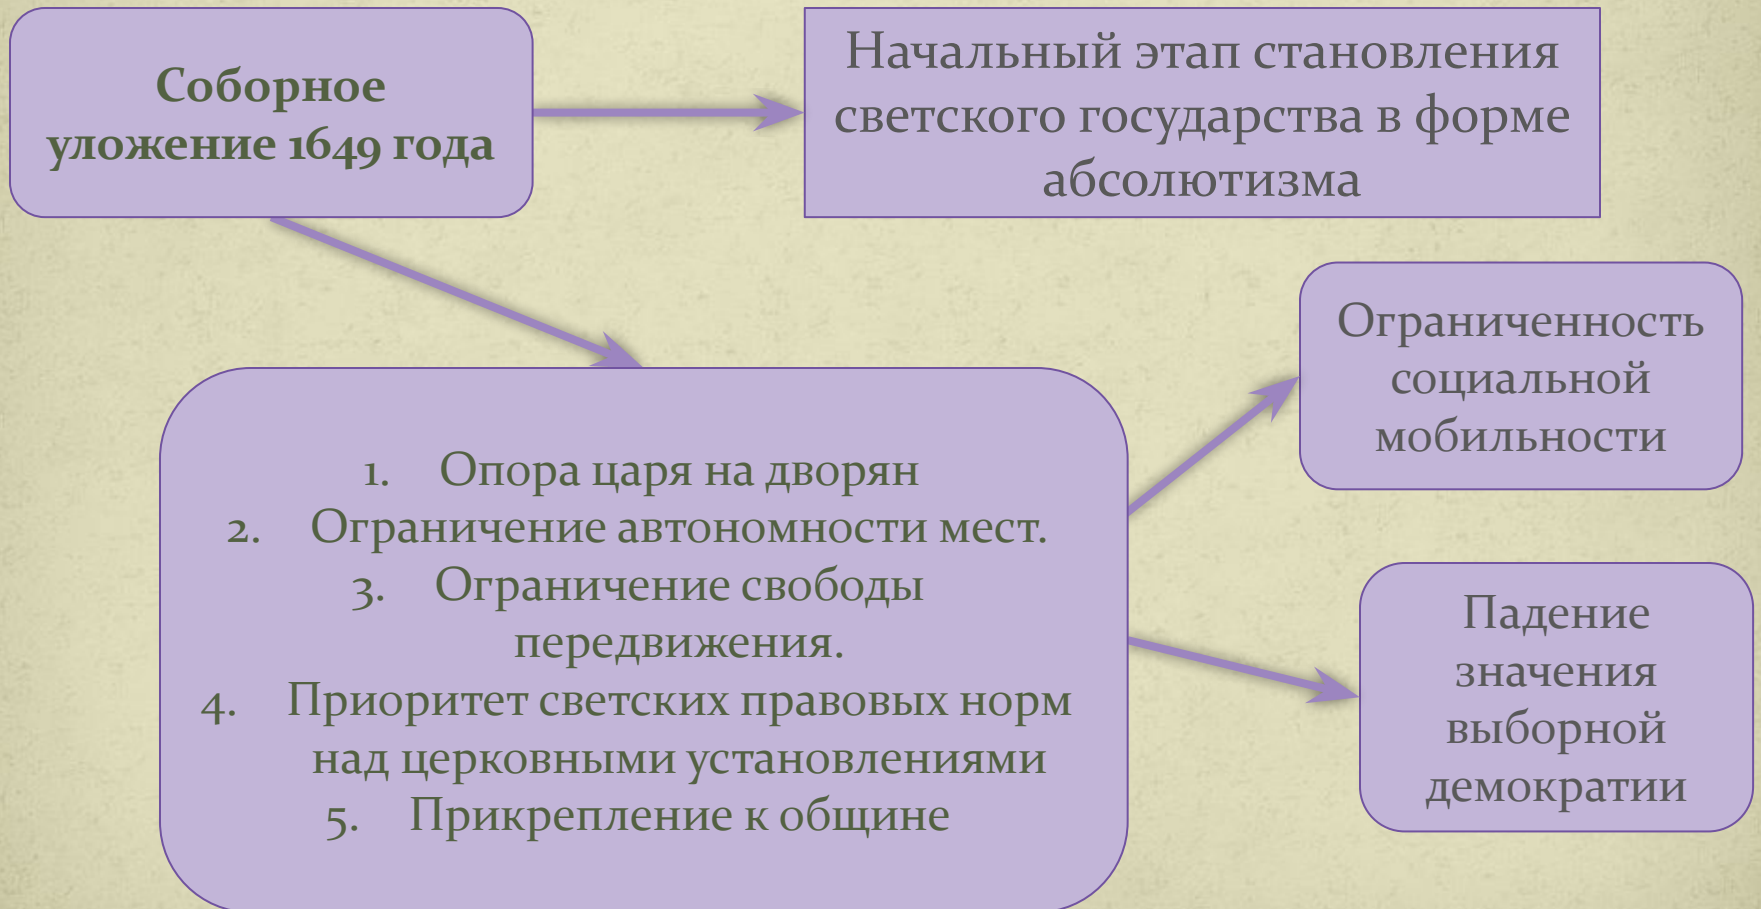 Соборное
уложение 1649 года
Начальный этап становления
светского государства в форме
абсолютизма
Ограниченность
социальной
мобильности
1. Опора царя на дворян
2. Ограничение автономности мест.
3. Ограничение свободы
передвижения.
4. Приоритет светских правовых норм
над церковными установлениями
5. Прикрепление к общине
Падение
значения
выборной
демократии